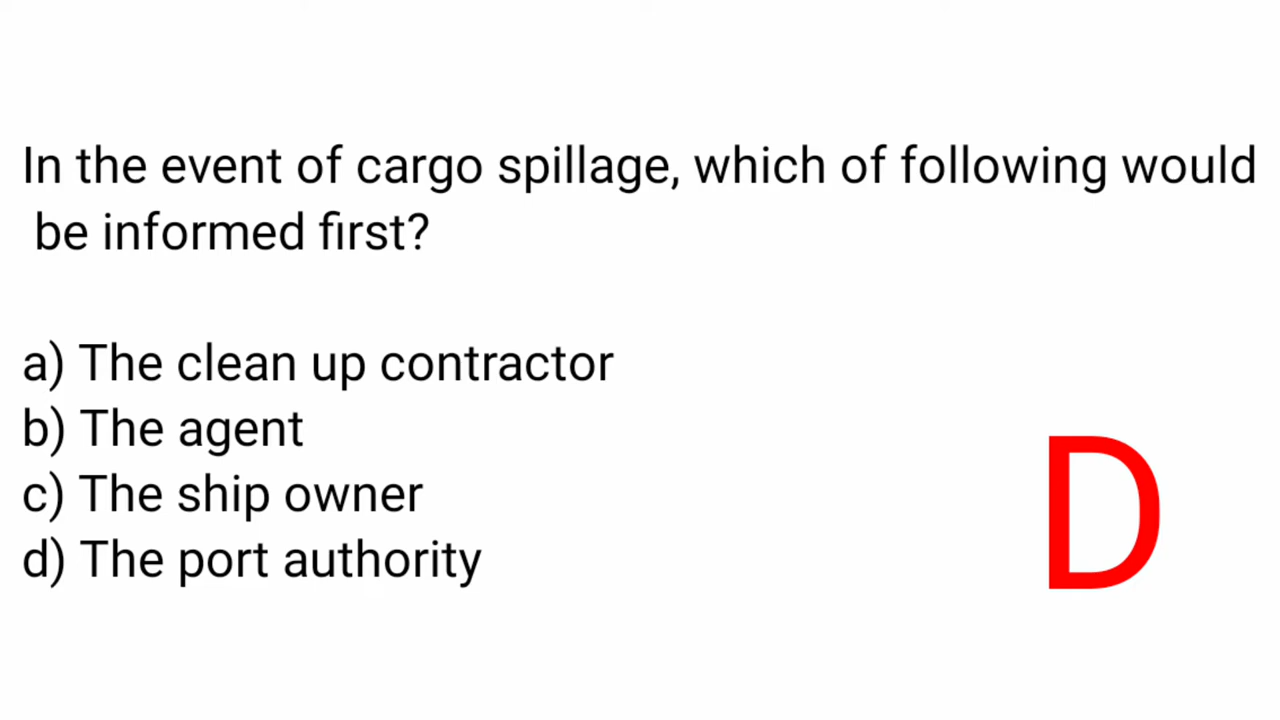 In the event of cargo spillage, which of following would
be informed first?
a) The clean up contractor
b) The agent
c) The ship owner
d) The port authority
D